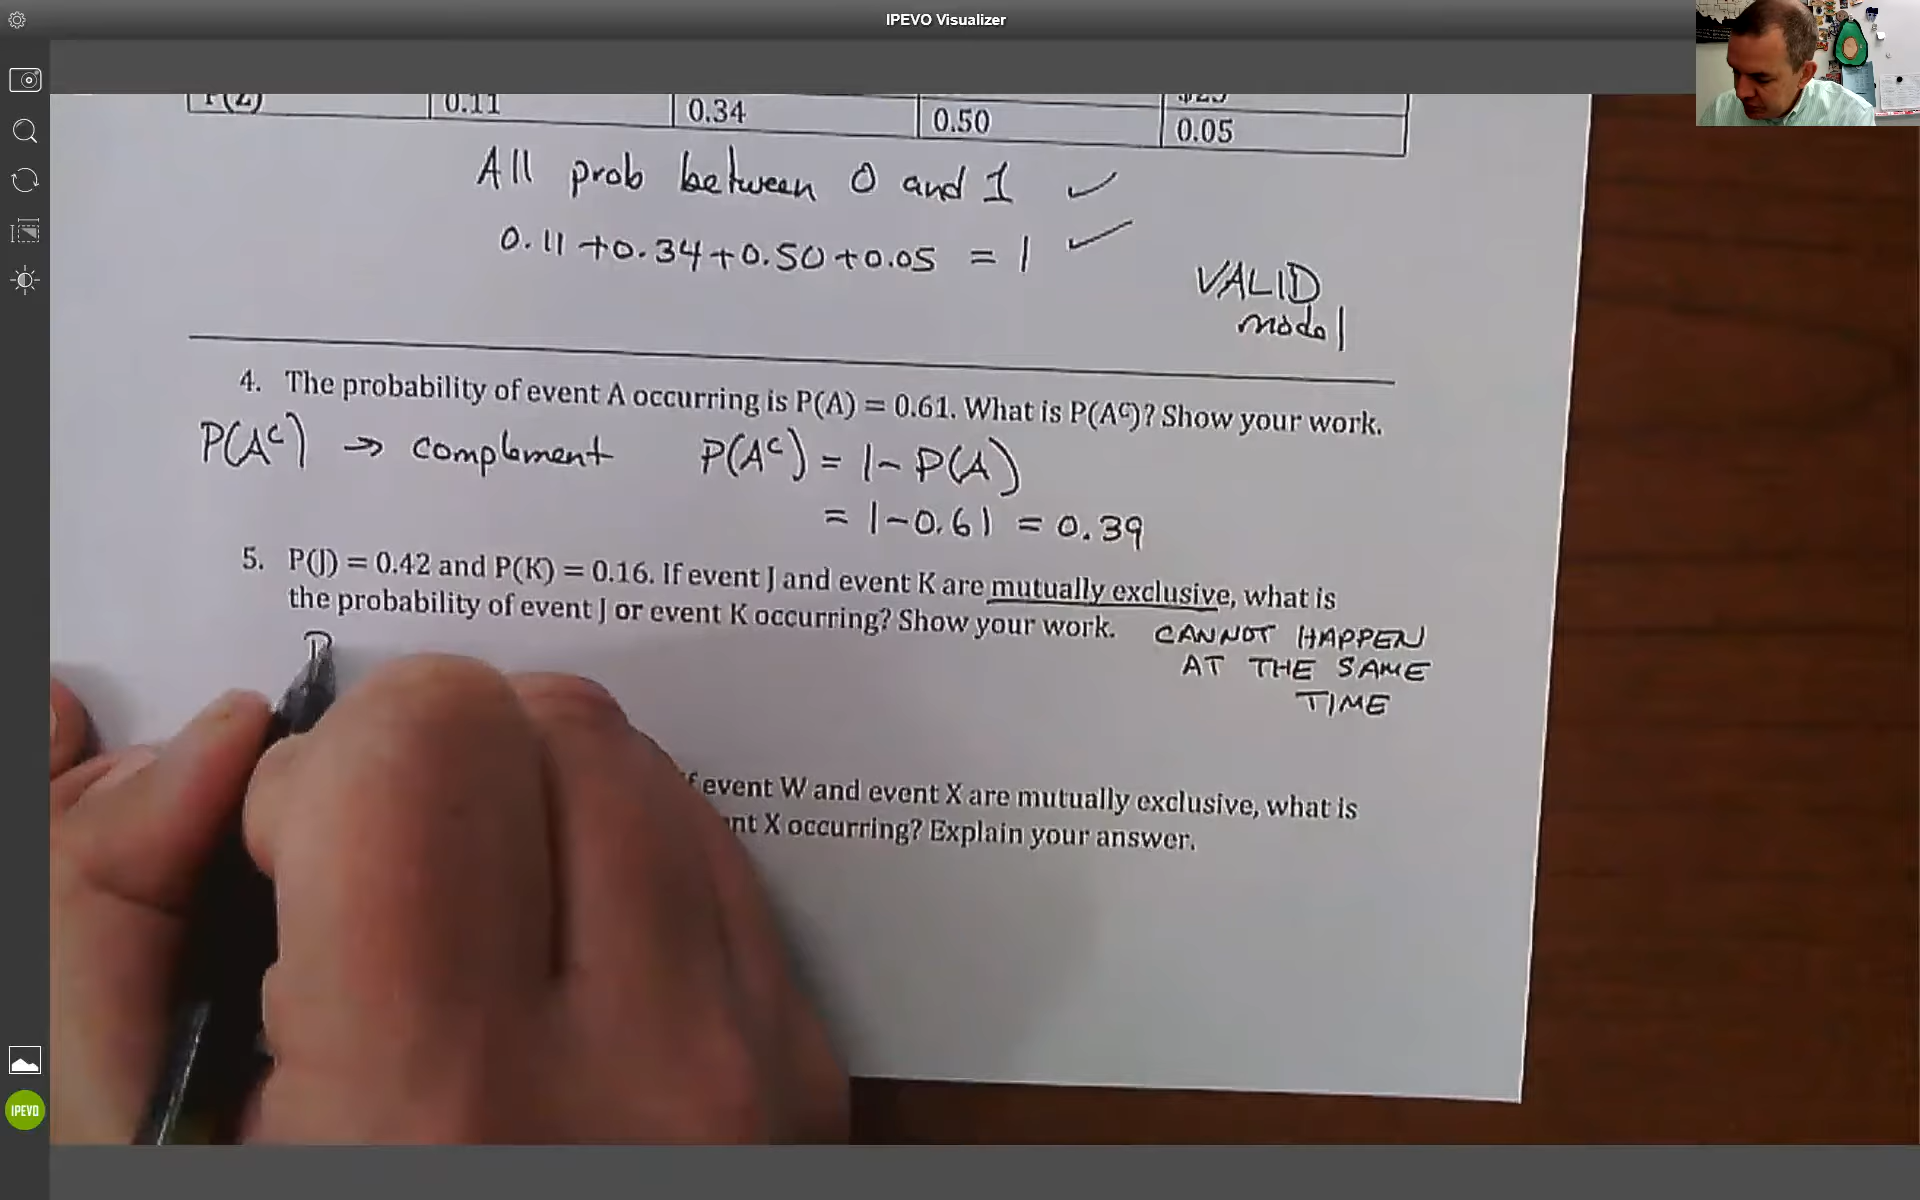 IPEVO Visualizer
P(Z) 0.11 0.34 0.50 0.05
All prob between 0 and 1 ✓
0.11 + 0.34 + 0.50 + 0.05 = 1 ✓
VALID
model
4. The probability of event A occurring is P(A) = 0.61. What is P(Aᶜ)? Show your work.
P(Aᶜ) → complement P(Aᶜ) = 1 - P(A)
= 1 - 0.61 = 0.39
5. P(J) = 0.42 and P(K) = 0.16. If event J and event K are mutually exclusive, what is
the probability of event J or event K occurring? Show your work.
CANNOT HAPPEN
AT THE SAME
TIME
P
event W and event X are mutually exclusive, what is
X occurring? Explain your answer.
IPEVO